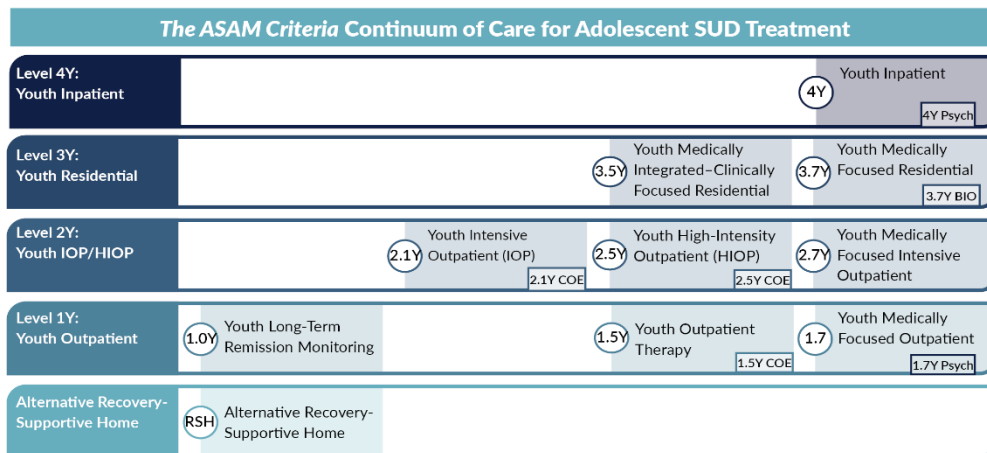 The ASAM Criteria Continuum of Care for Adolescent SUD Treatment
Level 4Y:
Youth Inpatient
4Y
Youth Inpatient
4Y Psych
Level 3Y:
Youth Residential
3.5Y
Youth Medically
Integrated–Clinically
Focused Residential
3.7Y
Youth Medically
Focused Residential
3.7Y BIO
Level 2Y:
Youth IOP/HIOP
2.1Y
Youth Intensive
Outpatient (IOP)
2.1Y COE
2.5Y
Youth High-Intensity
Outpatient (HIOP)
2.5Y COE
2.7Y
Youth Medically
Focused Intensive
Outpatient
Level 1Y:
Youth Outpatient
1.0Y
Youth Long-Term
Remission Monitoring
1.5Y
Youth Outpatient
Therapy
1.5Y COE
1.7
Youth Medically
Focused Outpatient
1.7Y Psych
Alternative Recovery-
Supportive Home
RSH
Alternative Recovery-
Supportive Home